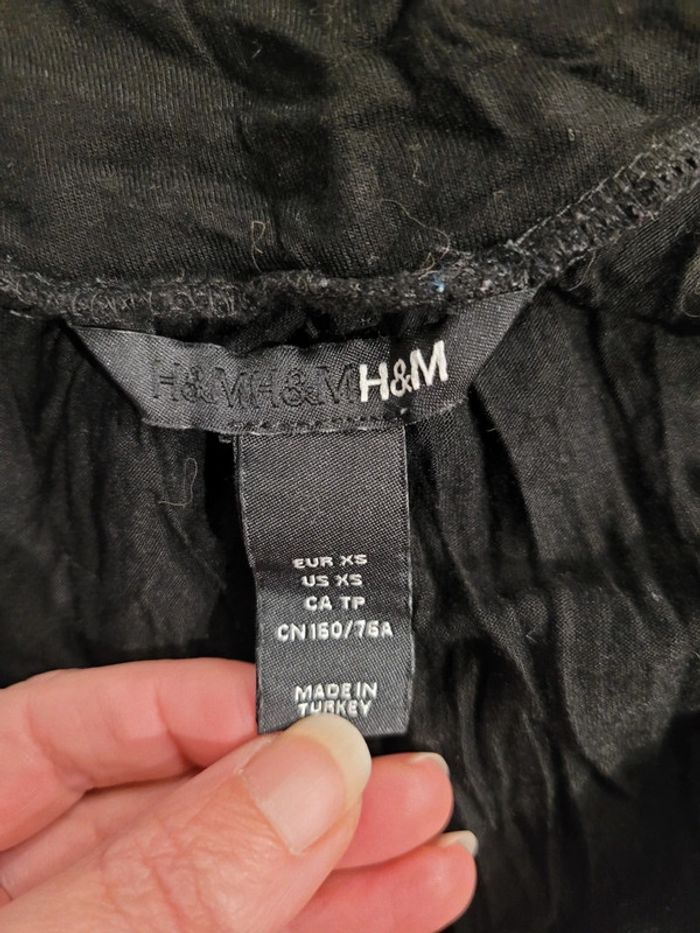 H&MH&MH&M
EUR XS
US XS
CA TP
CN160/76A
MADE IN
TURKEY